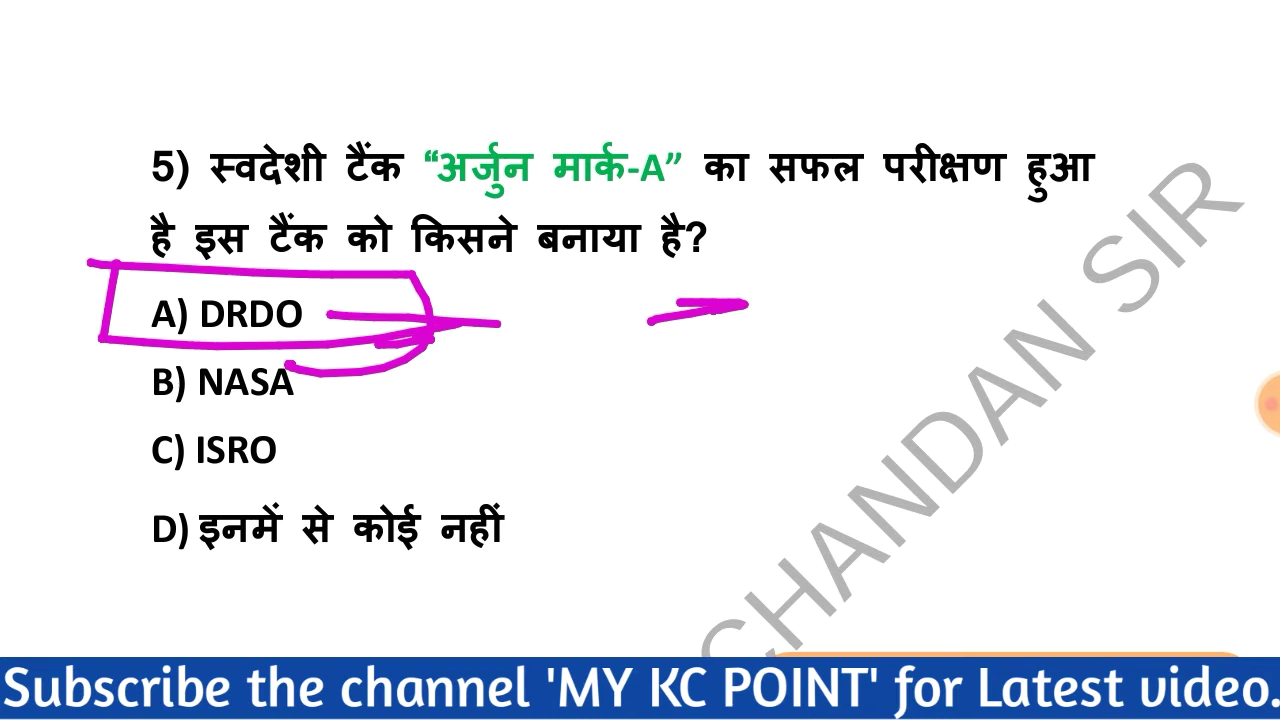 5) स्वदेशी टैंक “अर्जुन मार्क-A” का सफल परीक्षण हुआ
है इस टैंक को किसने बनाया है?
A) DRDO
B) NASA
C) ISRO
D) इनमें से कोई नहीं
CHANDAN SIR
Subscribe the channel 'MY KC POINT' for Latest video.